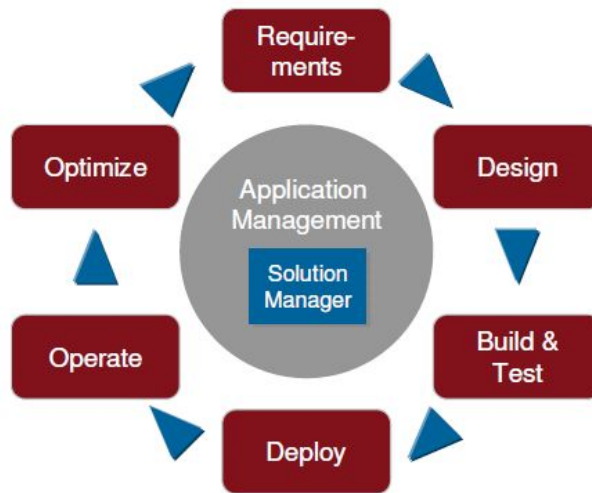 Require-
ments
Optimize
Design
Application
Management
Solution
Manager
Operate
Build &
Test
Deploy